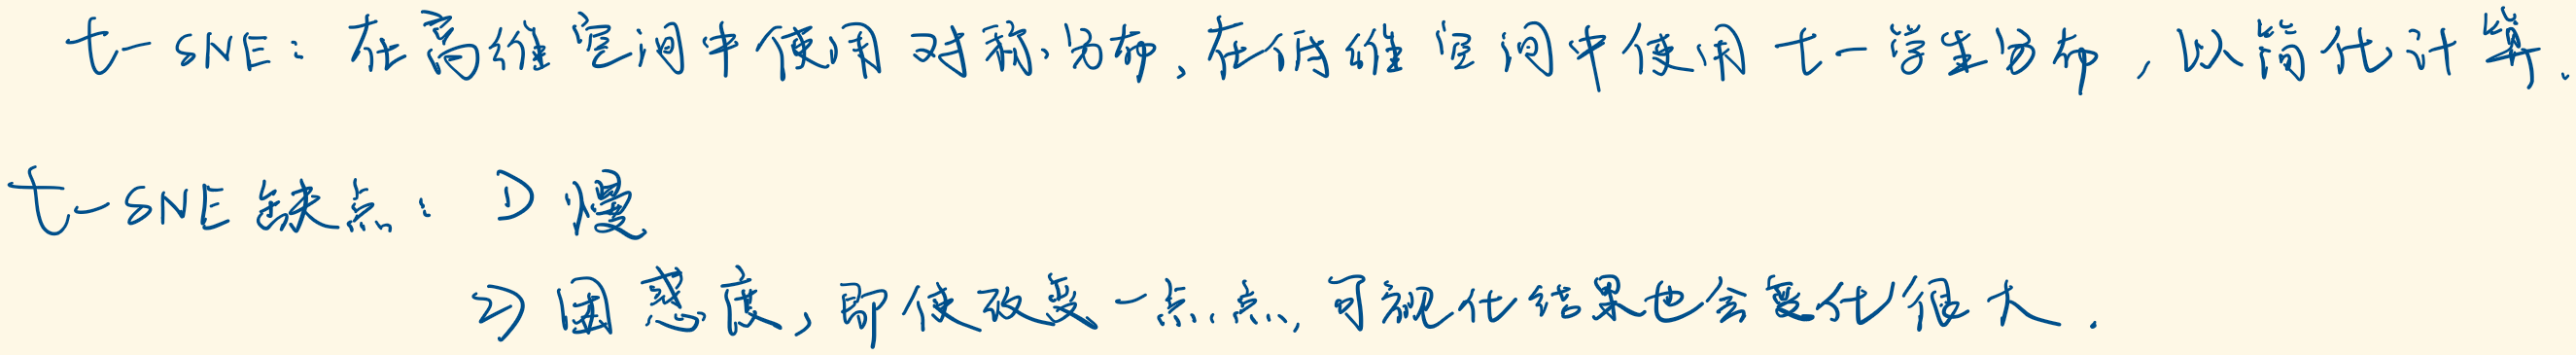 t-SNE：在高维空间中使用对称分布，在低维空间中使用t-学生分布，以简化计算.
t-SNE缺点：1) 慢
2) 困惑度，即使改变一点点，可视化结果也会变化很大.